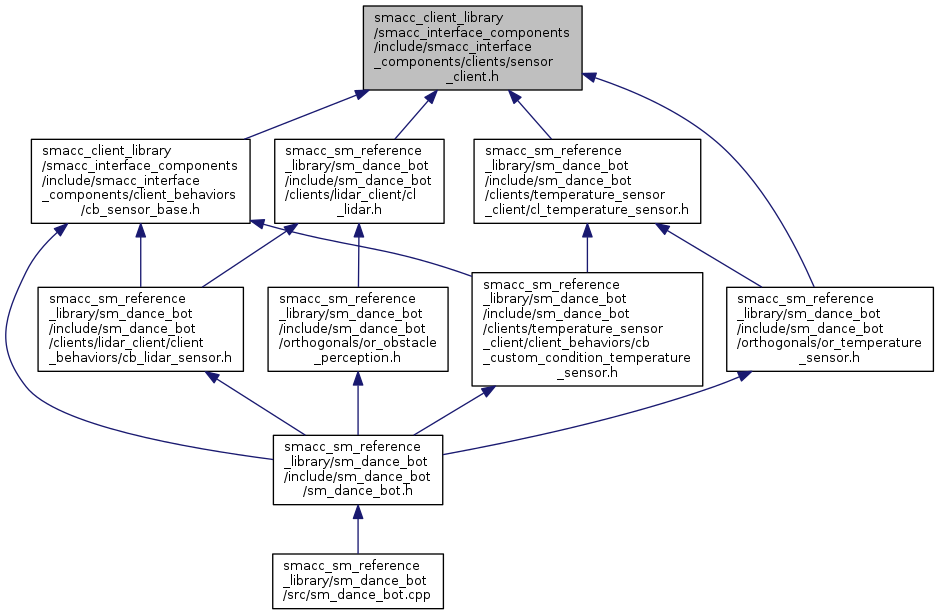 smacc_client_library
/smacc_interface_components
/include/smacc_interface
_components/clients/sensor
_client.h
smacc_client_library
/smacc_interface_components
/include/smacc_interface
_components/client_behaviors
/cb_sensor_base.h
smacc_sm_reference
_library/sm_dance_bot
/include/sm_dance_bot
/clients/lidar_client/cl
_lidar.h
smacc_sm_reference
_library/sm_dance_bot
/include/sm_dance_bot
/clients/temperature_sensor
_client/cl_temperature_sensor.h
smacc_sm_reference
_library/sm_dance_bot
/include/sm_dance_bot
/clients/lidar_client/client
_behaviors/cb_lidar_sensor.h
smacc_sm_reference
_library/sm_dance_bot
/include/sm_dance_bot
/orthogonals/or_obstacle
_perception.h
smacc_sm_reference
_library/sm_dance_bot
/include/sm_dance_bot
/clients/temperature_sensor
_client/client_behaviors/cb
_custom_condition_temperature
_sensor.h
smacc_sm_reference
_library/sm_dance_bot
/include/sm_dance_bot
/orthogonals/or_temperature
_sensor.h
smacc_sm_reference
_library/sm_dance_bot
/include/sm_dance_bot
/sm_dance_bot.h
smacc_sm_reference
_library/sm_dance_bot
/src/sm_dance_bot.cpp